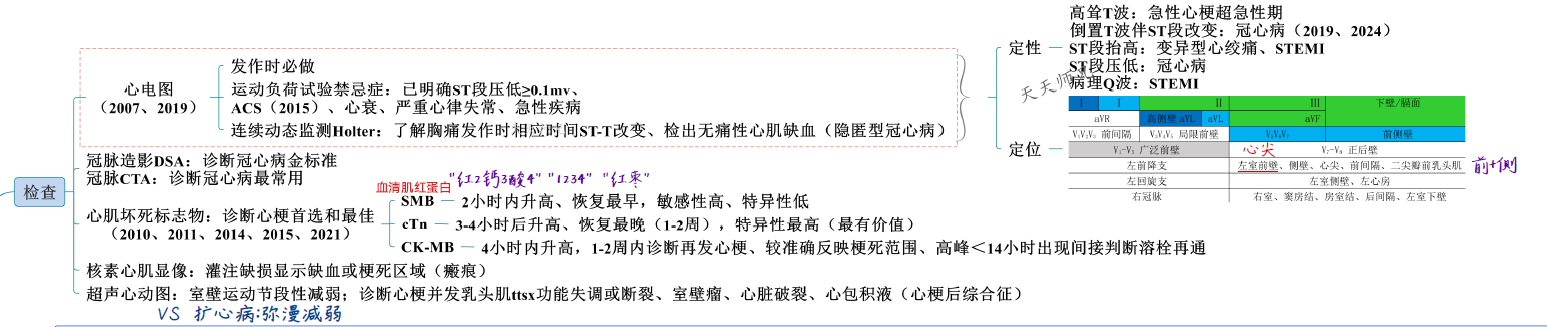 检查
心电图
（2007、2019）
发作时必做
运动负荷试验禁忌症：已明确ST段压低≥0.1mv、
ACS（2015）、心衰、严重心律失常、急性疾病
连续动态监测Holter：了解胸痛发作时相应时间ST-T改变、检出无痛性心肌缺血（隐匿型冠心病）
定性
高耸T波：急性心梗超急性期
倒置T波伴ST段改变：冠心病（2019、2024）
ST段抬高：变异型心绞痛、STEMI
ST段压低：冠心病
病理Q波：STEMI
天天师兄
定位
I I II III 下壁/膈面
aVR 高侧壁 aVL aVL aVF
V₁V₂V₃ 前间隔 V₃V₄V₅ 局限前壁 V₅V₆V₇ 前侧壁
V₁-V₅ 广泛前壁 心尖 V₇-V₈ 正后壁
左前降支 左室前壁、侧壁、心尖、前间隔、二尖瓣前乳头肌 前+侧
左回旋支 左室侧壁、左心房
右冠脉 右室、窦房结、房室结、后间隔、左室下壁
冠脉造影DSA：诊断冠心病金标准
冠脉CTA：诊断冠心病最常用
心肌坏死标志物：诊断心梗首选和最佳
（2010、2011、2014、2015、2021）
血清肌红蛋白 "红2钙3酸4" "1234" "红枣"
SMB 2小时内升高、恢复最早，敏感性高、特异性低
cTn 3-4小时后升高、恢复最晚（1-2周），特异性最高（最有价值）
CK-MB 4小时内升高，1-2周内诊断再发心梗、较准确反映梗死范围、高峰＜14小时出现间接判断溶栓再通
核素心肌显像：灌注缺损显示缺血或梗死区域（瘢痕）
超声心动图：室壁运动节段性减弱；诊断心梗并发乳头肌ttsx功能失调或断裂、室壁瘤、心脏破裂、心包积液（心梗后综合征）
VS 扩心病:弥漫减弱